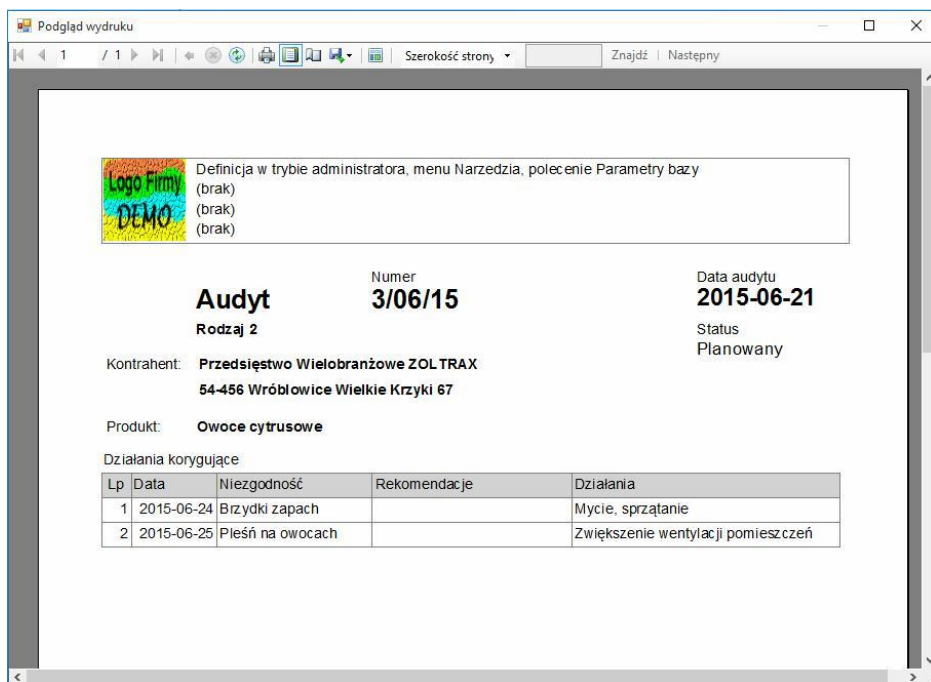 Podgląd wydruku
1 / 1 Szerokość strony Znajdź | Następny
Logo Firmy
DEMO
Definicja w trybie administratora, menu Narzedzia, polecenie Parametry bazy
(brak)
(brak)
(brak)
Numer Data audytu
Audyt 3/06/15 2015-06-21
Rodzaj 2 Status
Planowany
Kontrahent: Przedsięstwo Wielobranżowe ZOLTRAX
54-456 Wróblowice Wielkie Krzyki 67
Produkt: Owoce cytrusowe
Działania korygujące
Lp Data Niezgodność Rekomendacje Działania
1 2015-06-24 Brzydki zapach Mycie, sprzątanie
2 2015-06-25 Pleśń na owocach Zwiększenie wentylacji pomieszczeń